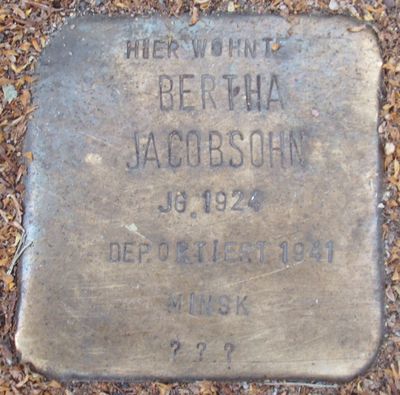 HIER WOHNTE
BERTHA
JACOBSOHN
JG. 1924
DEPORTIERT 1941
MINSK
? ? ?